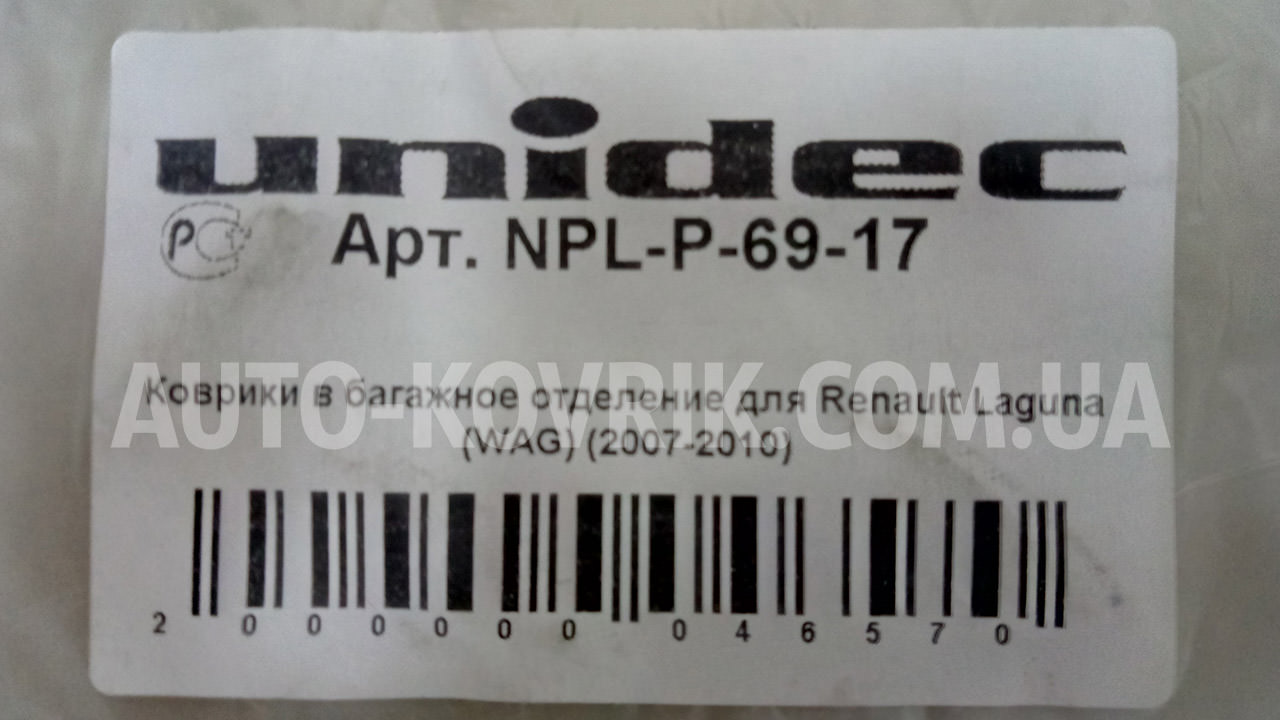 unidec
РС
Арт. NPL-P-69-17
AUTO-KOVRIK.COM.UA
Коврики в багажное отделение для Renault Laguna
(WAG) (2007-2010)
2 000000 046570